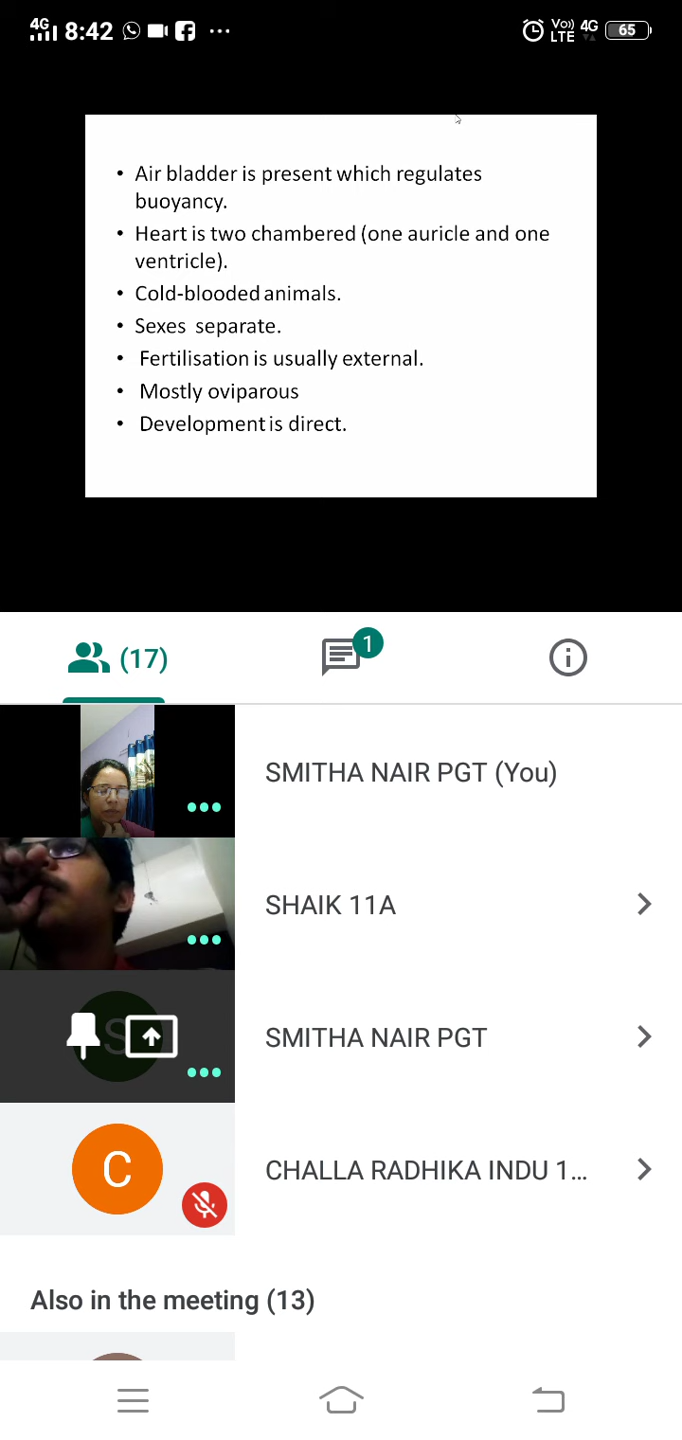 4G 8:42 ... Vo)) LTE 4G 65
• Air bladder is present which regulates
buoyancy.
• Heart is two chambered (one auricle and one
ventricle).
• Cold-blooded animals.
• Sexes separate.
• Fertilisation is usually external.
• Mostly oviparous
• Development is direct.
(17) 1
SMITHA NAIR PGT (You)
SHAIK 11A
S SMITHA NAIR PGT
C CHALLA RADHIKA INDU 1...
Also in the meeting (13)